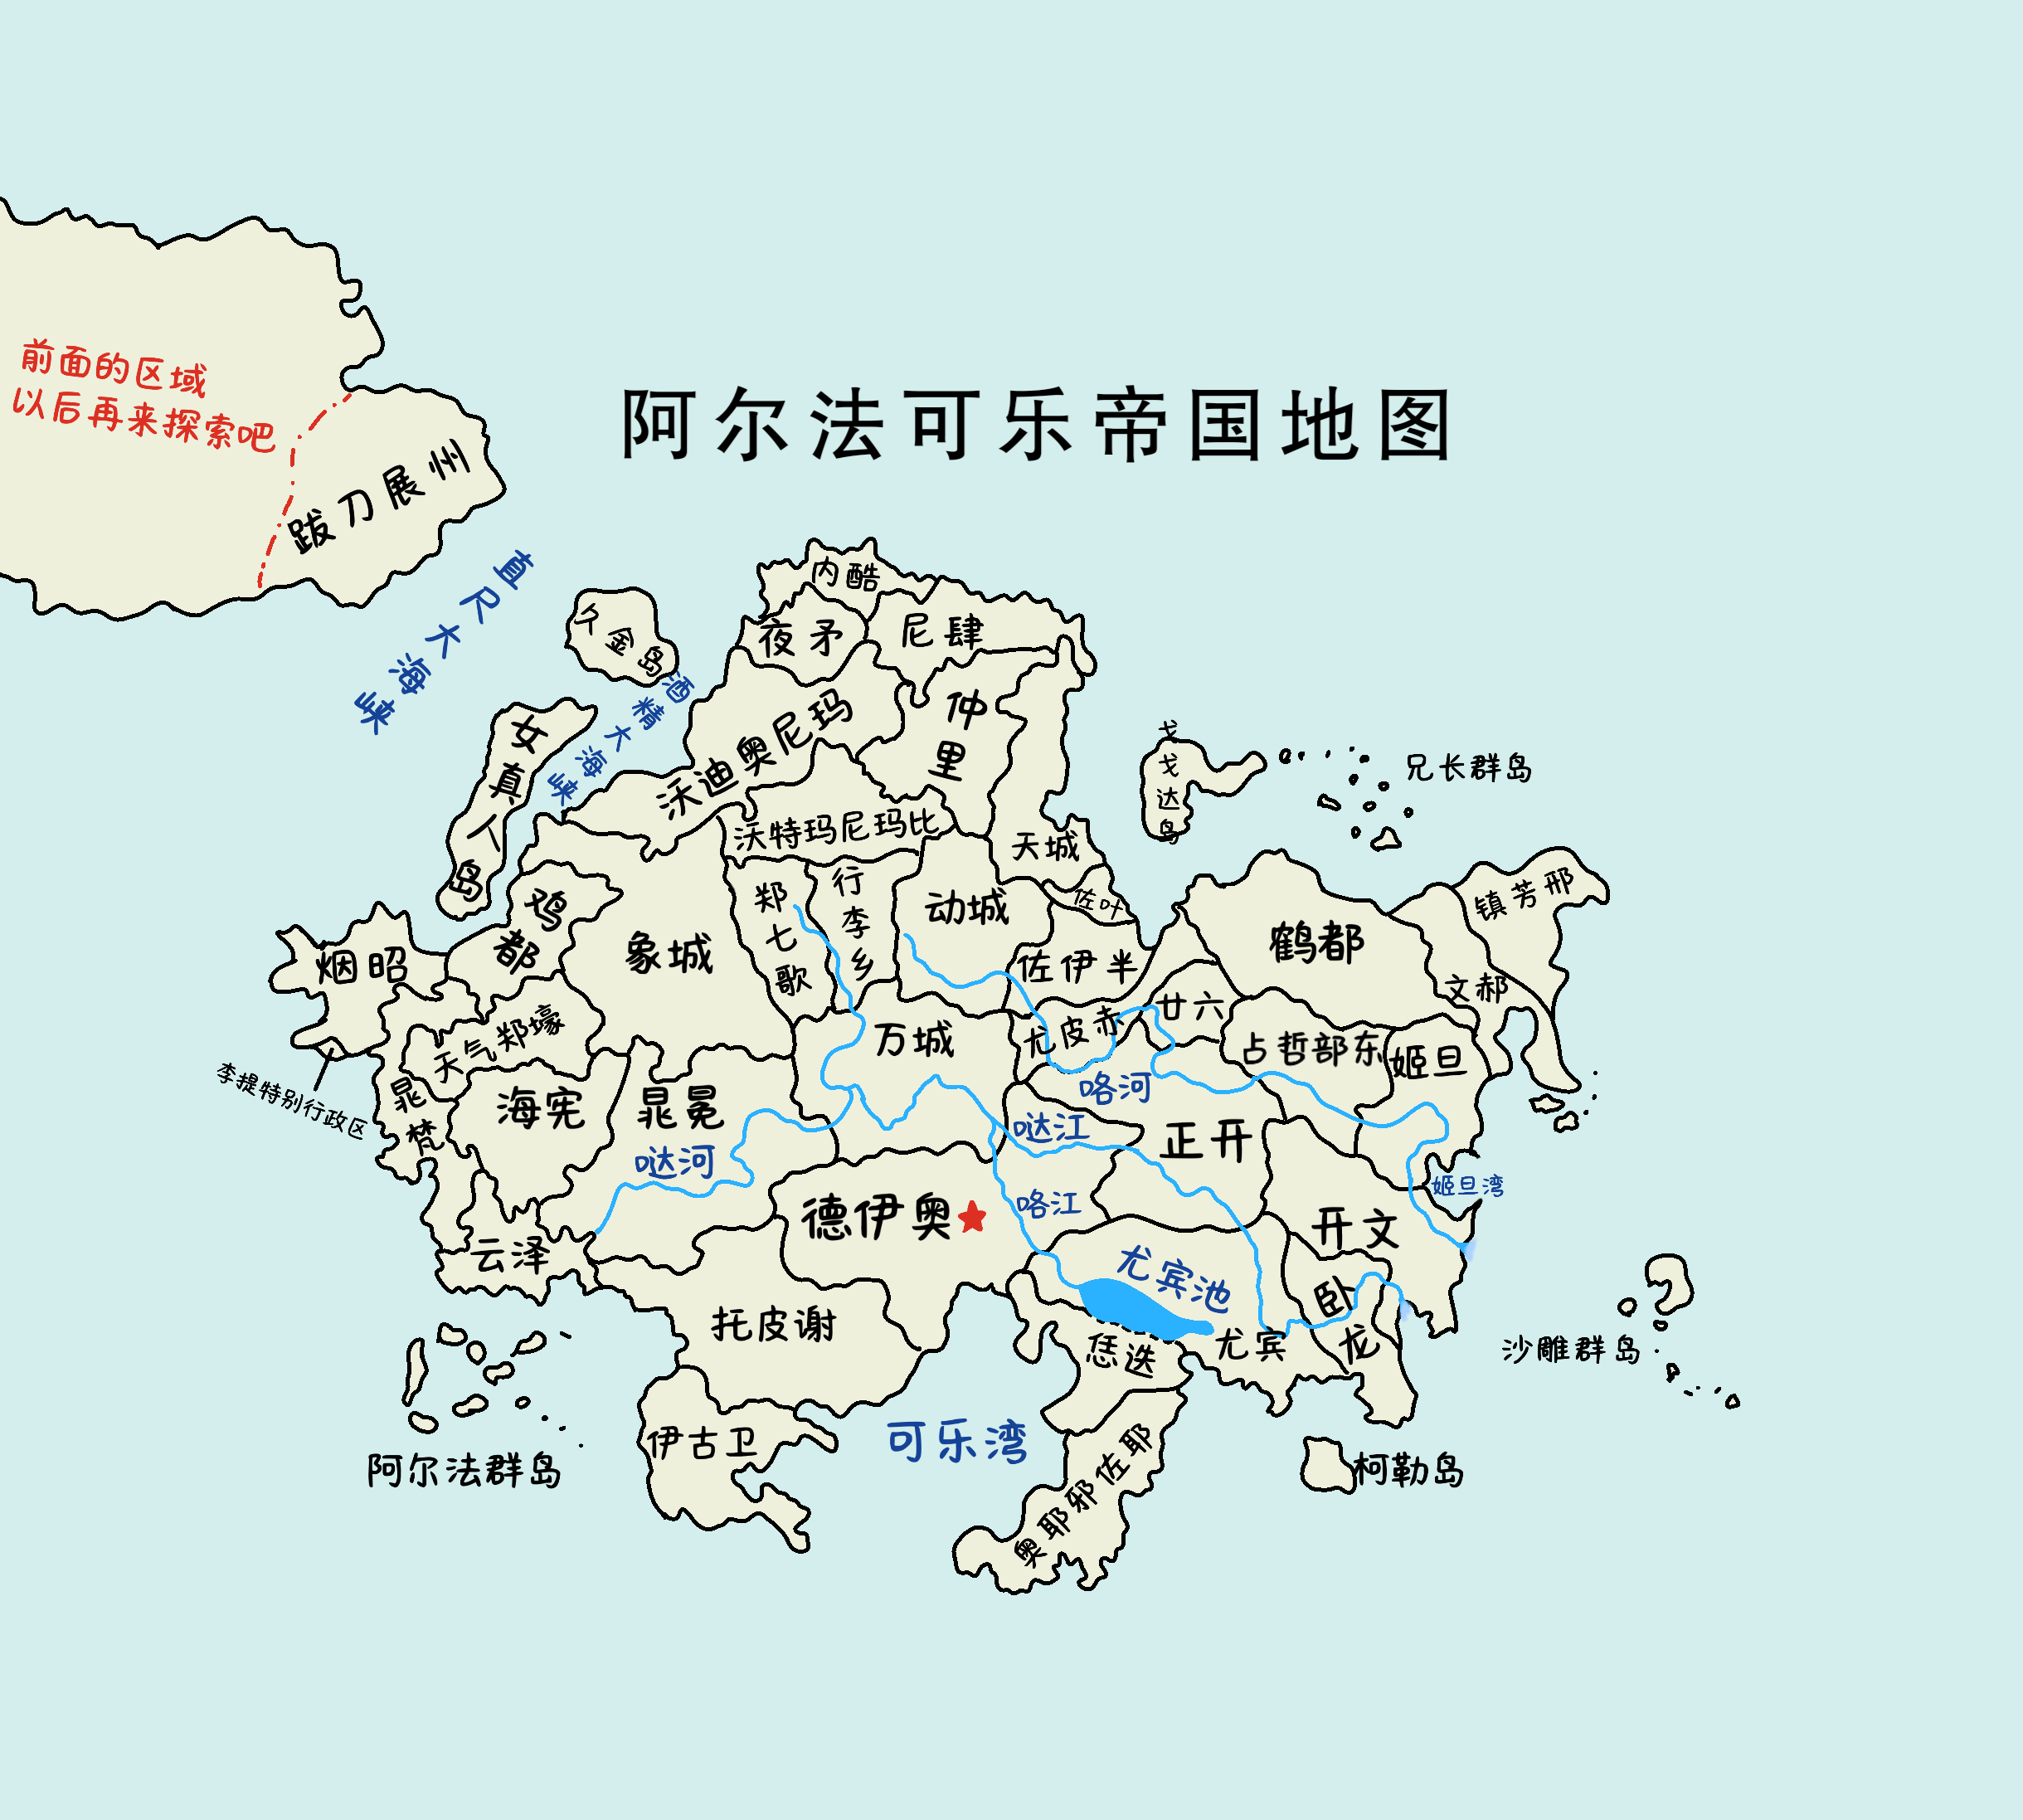 前面的区域
以后再来探索吧
阿尔法可乐帝国地图
跋刀展州
直尺大海峡
内酷
亽金岛
夜矛
尼肆
酒精大海峡
女真人岛
沃迪奥尼玛
仲里
戈戈达岛
兄长群岛
沃特玛尼玛比
天城
鸡都
郑七歌
行李乡
动城
佐叶
镇芳邢
烟昭
象城
佐伊半
鹤都
文郝
廿六
天气郑壕
万城
尤皮赤
占哲部东
姬旦
李提特别行政区
晁梵
海宪
晁冕
咯河
哒江
正开
哒河
咯江
姬旦湾
德伊奥
开文
云泽
尤宾池
卧龙
托皮谢
恁迭
尤宾
沙雕群岛
伊古卫
可乐湾
阿尔法群岛
柯勒岛
奥耶邪佐耶